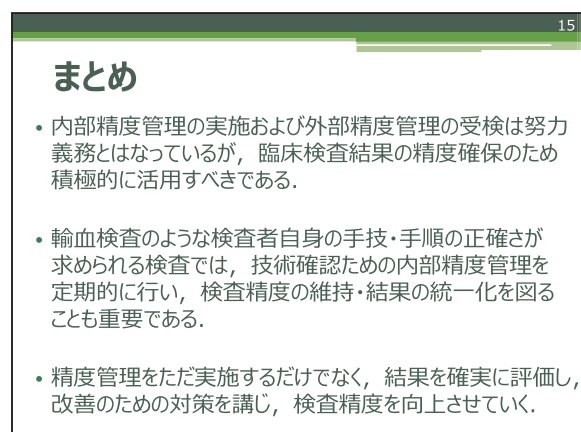 15
まとめ
• 内部精度管理の実施および外部精度管理の受検は努力
義務とはなっているが，臨床検査結果の精度確保のため
積極的に活用すべきである．
• 輸血検査のような検査者自身の手技・手順の正確さが
求められる検査では，技術確認ための内部精度管理を
定期的に行い，検査精度の維持・結果の統一化を図る
ことも重要である．
• 精度管理をただ実施するだけでなく，結果を確実に評価し，
改善のための対策を講じ，検査精度を向上させていく．